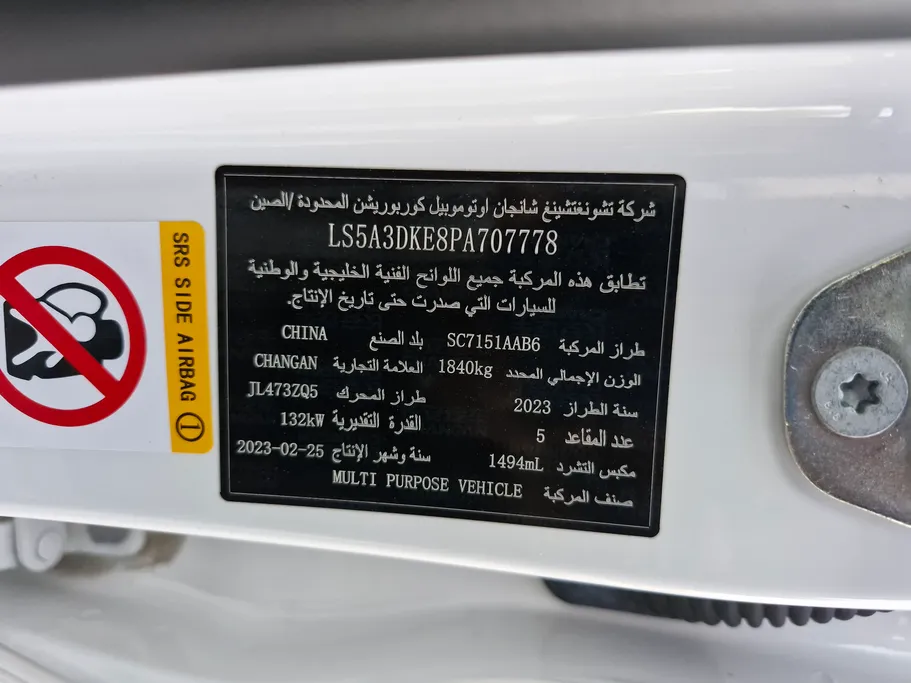 شركة تشونغتشينغ شانجان اوتوموبيل كوربوريشن المحدودة /الصين
LS5A3DKE8PA707778
تطابق هذه المركبة جميع اللوائح الفنية الخليجية والوطنية
للسيارات التي صدرت حتى تاريخ الإنتاج.
طراز المركبة SC7151AAB6 بلد الصنع CHINA
الوزن الإجمالي المحدد 1840kg العلامة التجارية CHANGAN
سنة الطراز 2023 طراز المحرك JL473ZQ5
عدد المقاعد 5 القدرة التقديرية 132kW
مكبس التشرد 1494mL سنة وشهر الإنتاج 2023-02-25
صنف المركبة MULTI PURPOSE VEHICLE
SRS SIDE AIRBAG ①